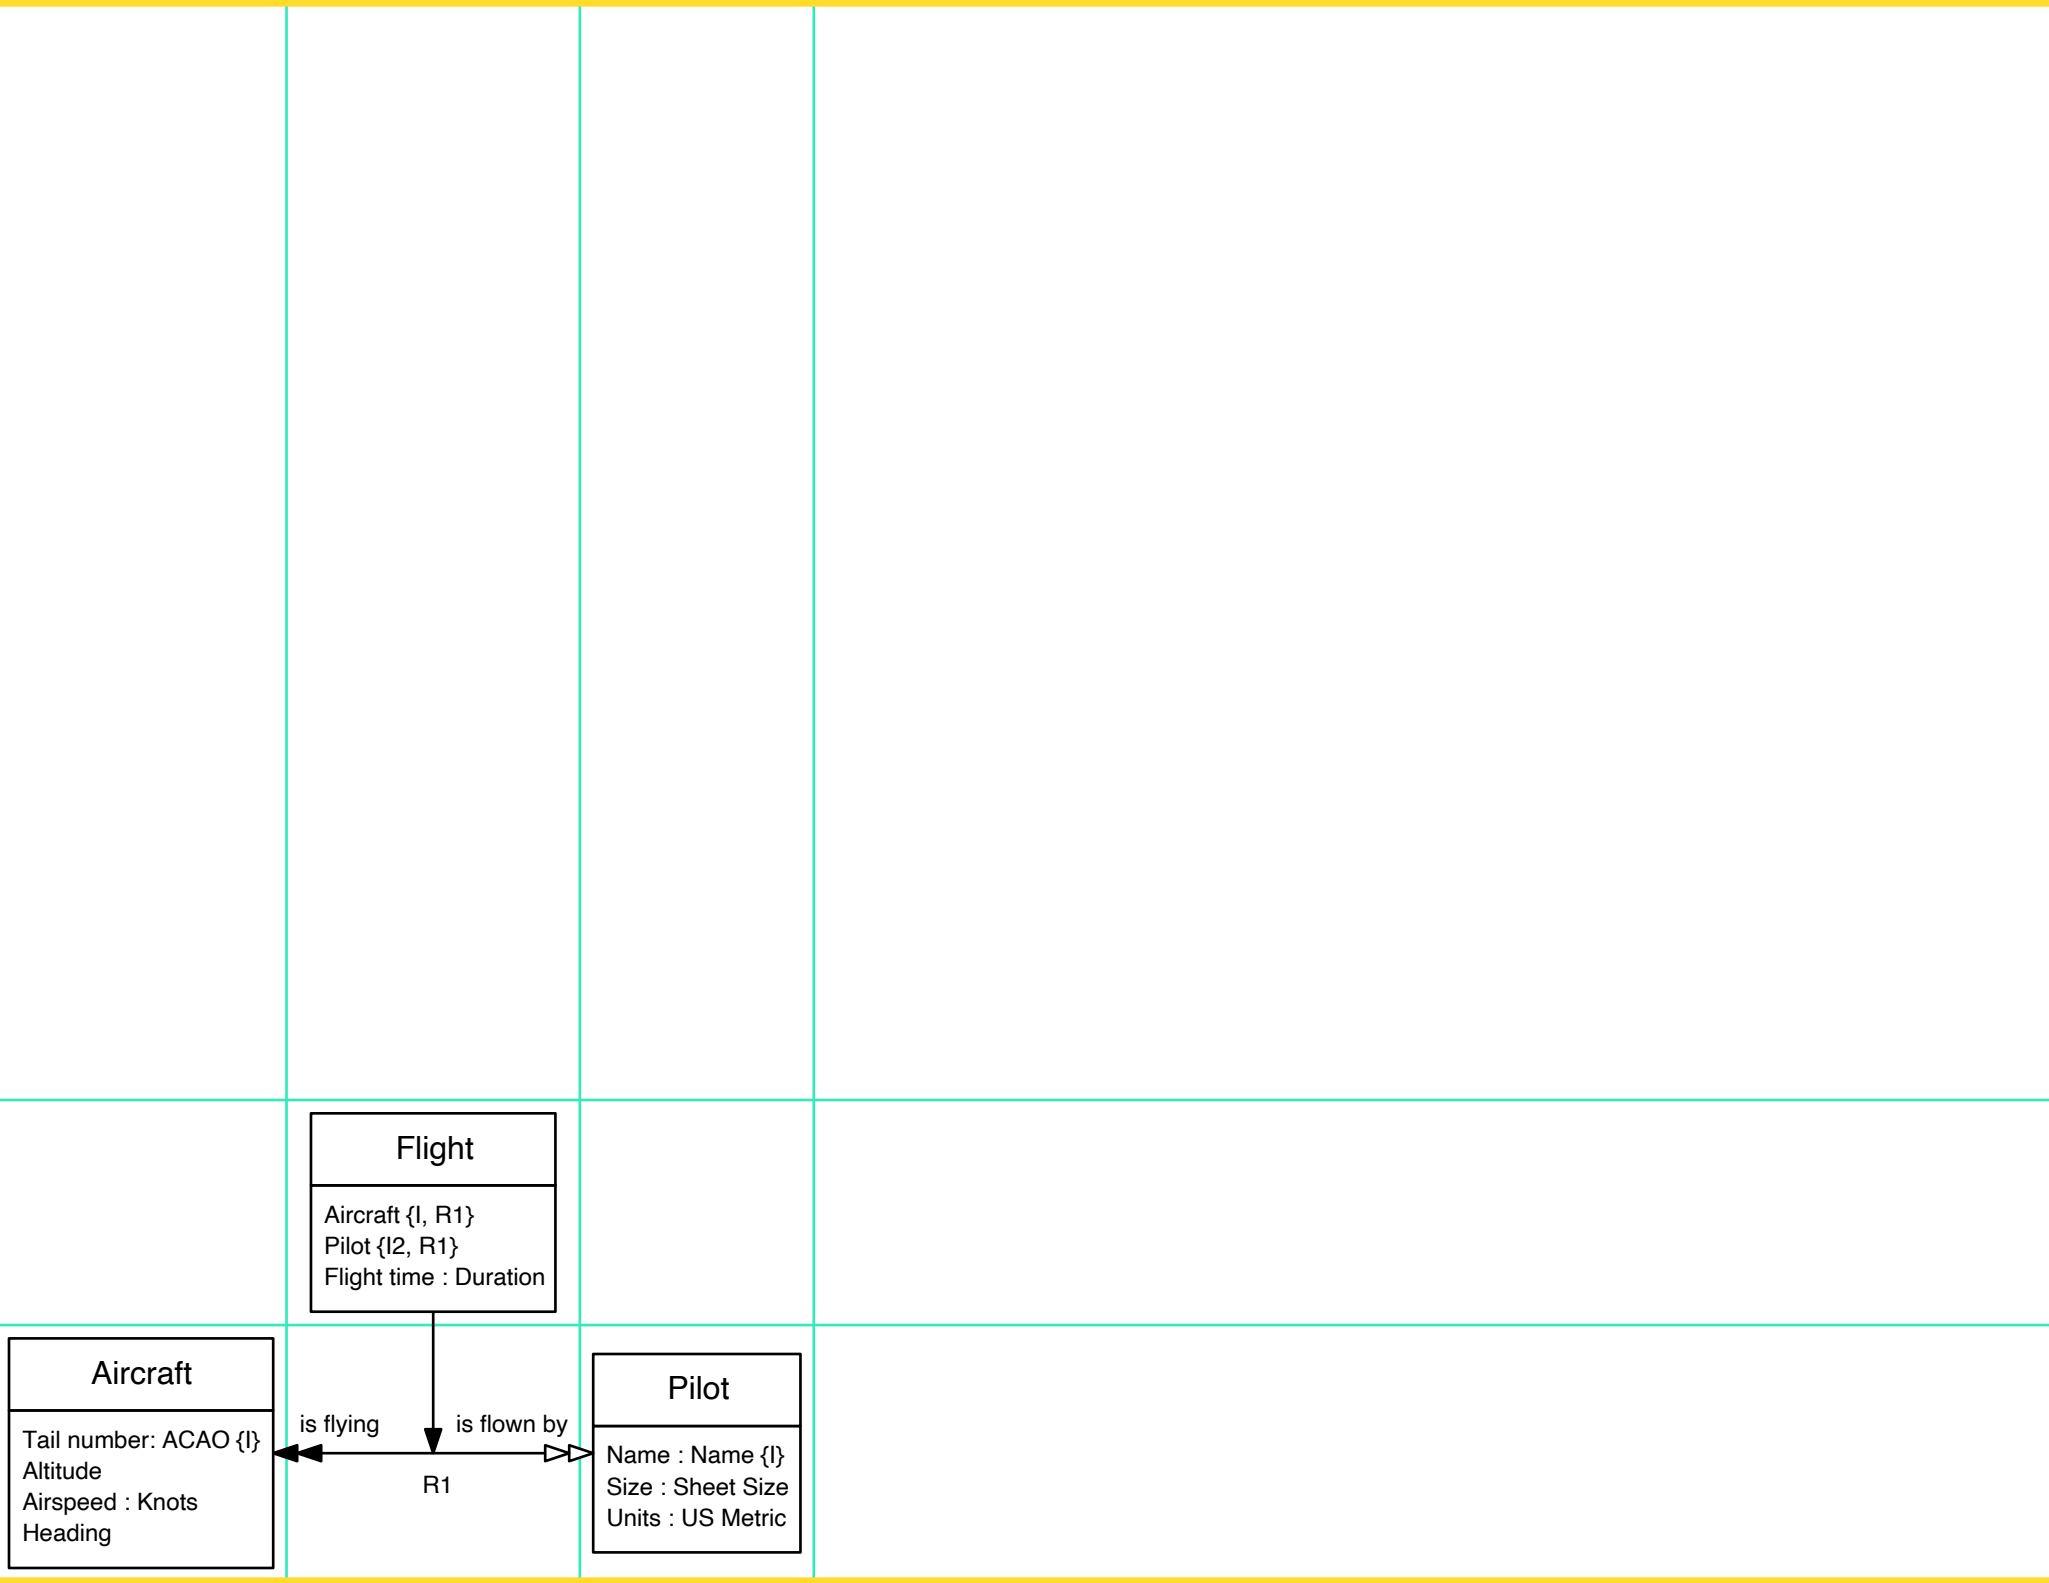 Flight
Aircraft {I, R1}
Pilot {I2, R1}
Flight time : Duration
Aircraft
Tail number: ACAO {I}
Altitude
Airspeed : Knots
Heading
is flying
is flown by
R1
Pilot
Name : Name {I}
Size : Sheet Size
Units : US Metric